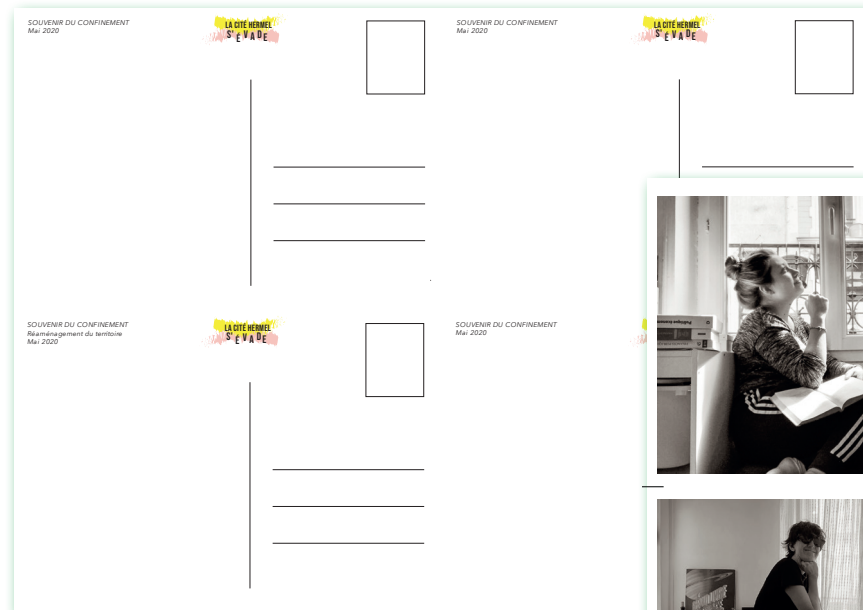 SOUVENIR DU CONFINEMENT
Mai 2020
LA CITÉ HERMEL
S'ÉVADE
SOUVENIR DU CONFINEMENT
Mai 2020
LA CITÉ HERMEL
S'ÉVADE
SOUVENIR DU CONFINEMENT
Réaménagement du territoire
Mai 2020
LA CITÉ HERMEL
S'ÉVADE
SOUVENIR DU CONFINEMENT
Mai 2020